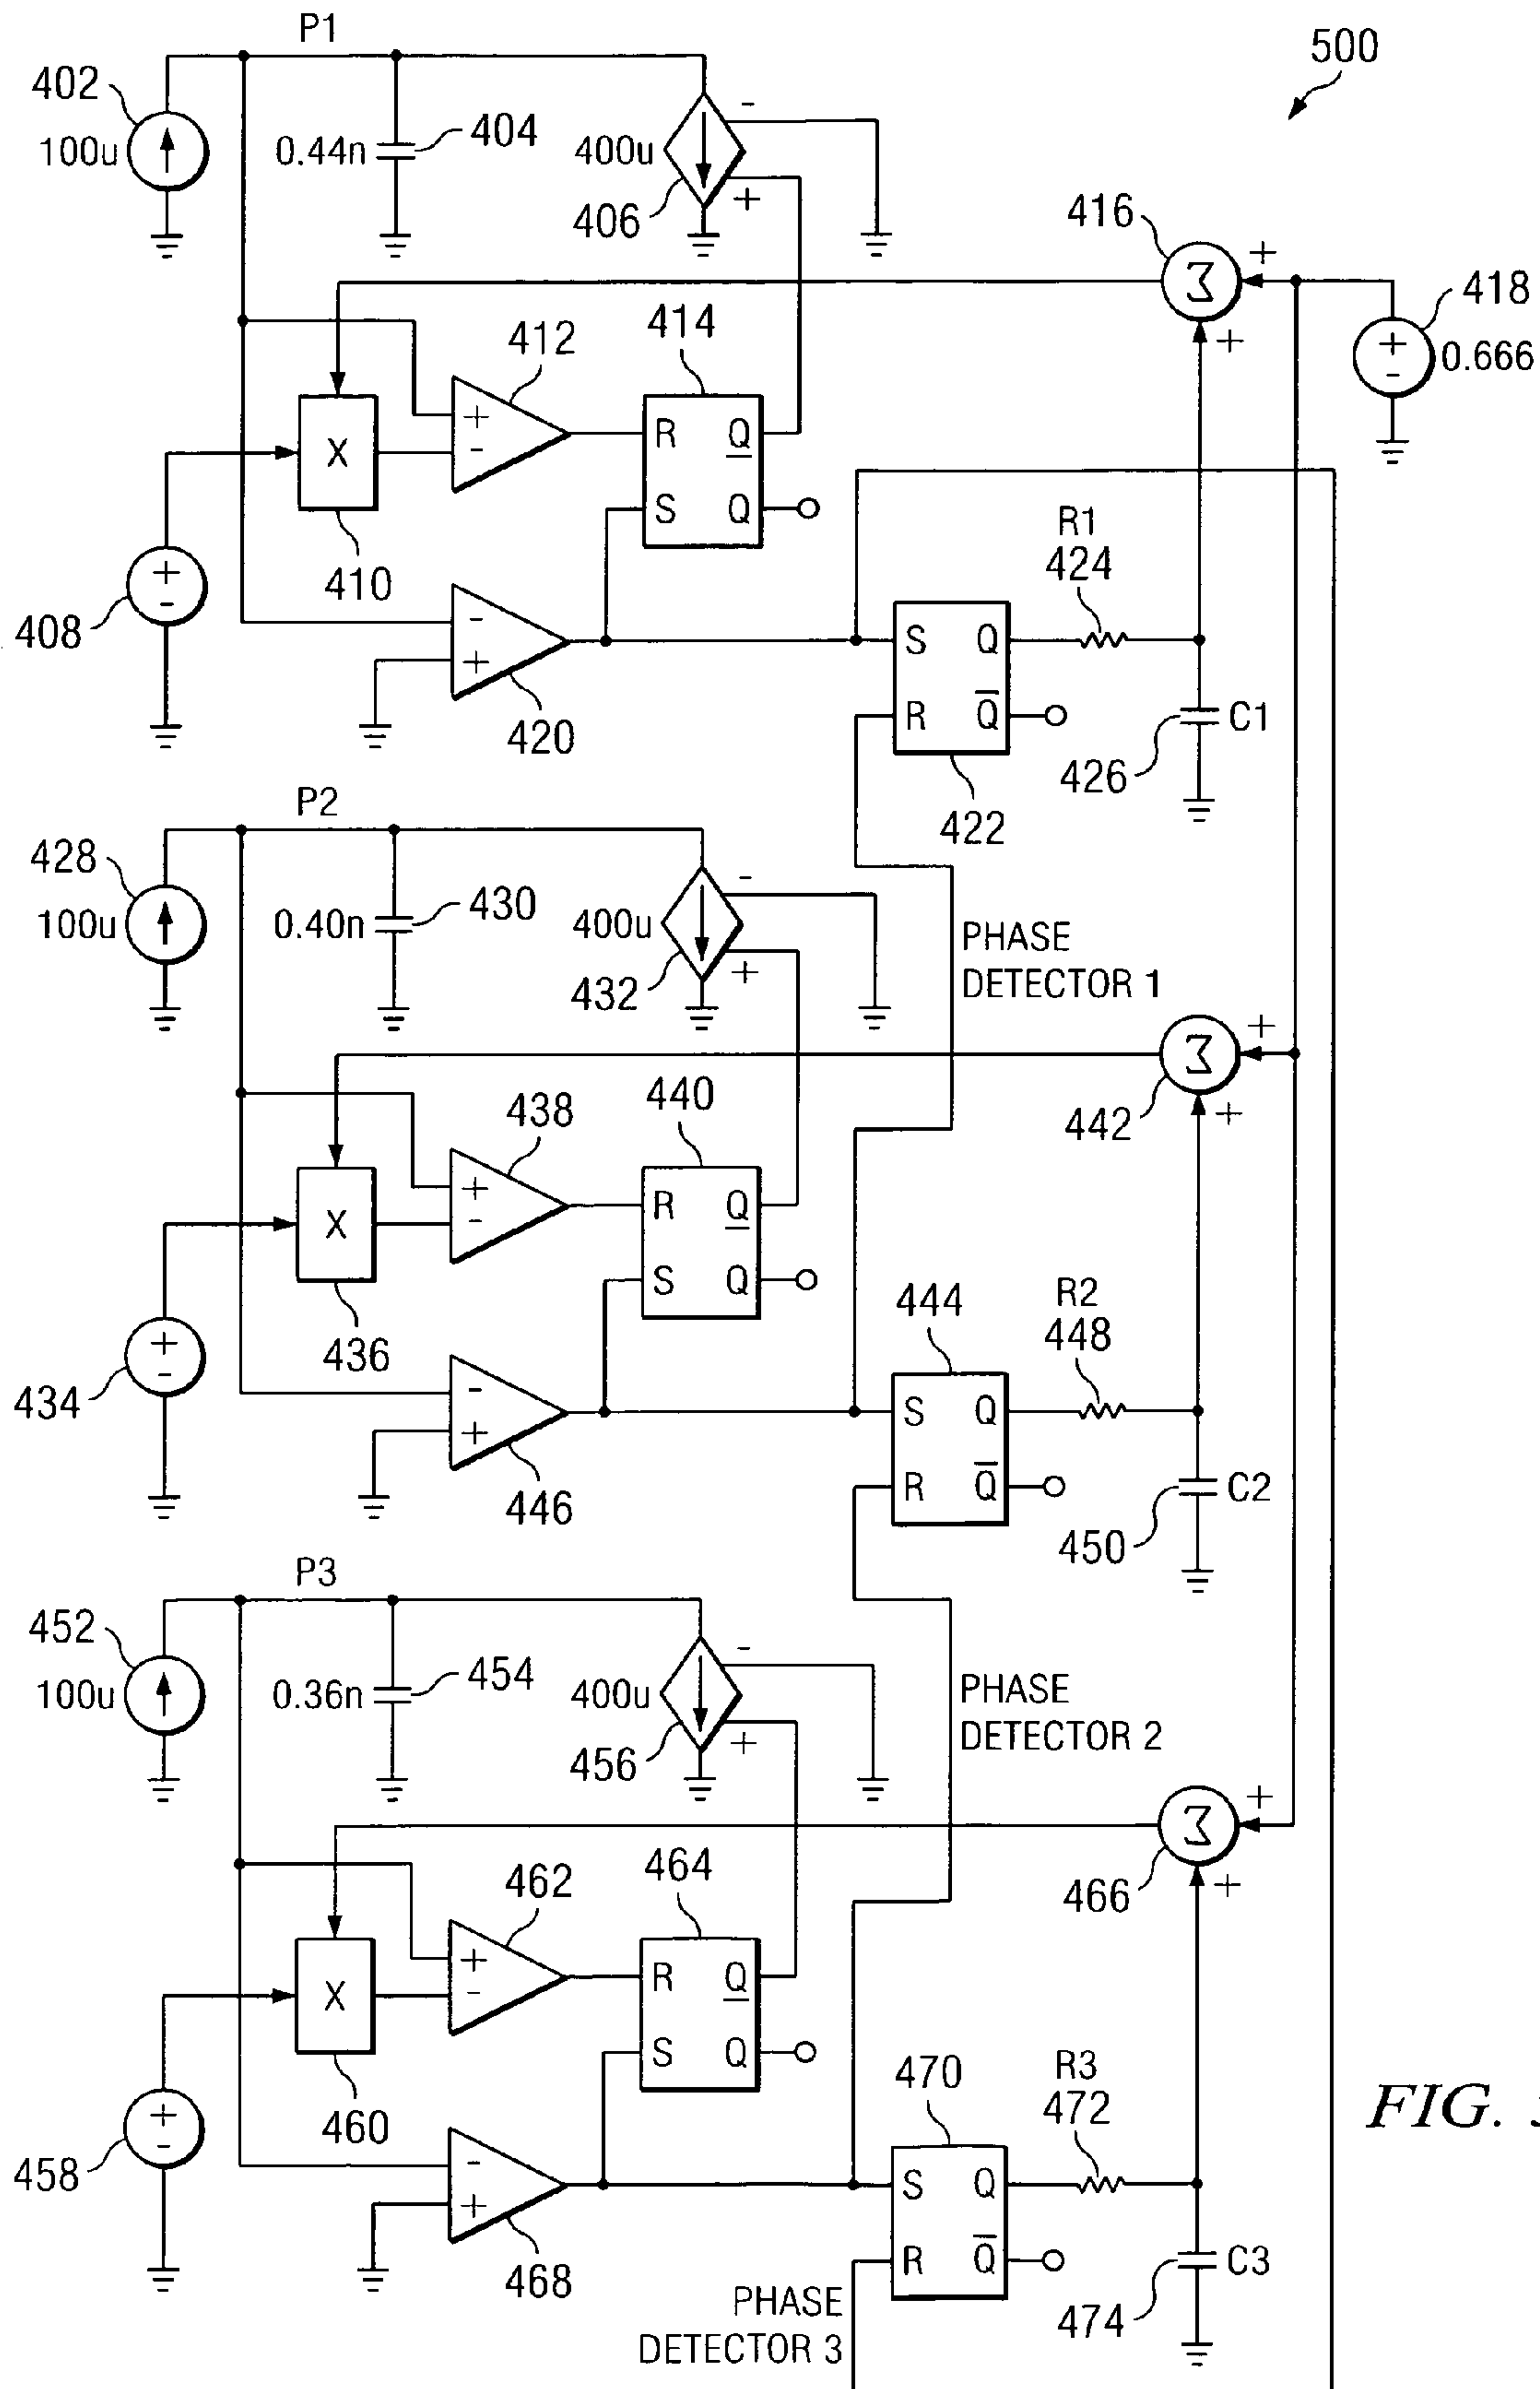 P1
500
402
100u
0.44n
404
400u
-
+
406
416
+
Σ
+
418
+
-
0.666
412
414
X
+
-
R
Q
S
Q
410
+
-
408
-
+
420
R1
424
S
Q
R
Q̅
422
C1
426
P2
428
100u
0.40n
430
400u
-
+
432
PHASE
DETECTOR 1
+
Σ
+
442
438
440
X
+
-
R
Q
S
Q
436
+
-
434
-
+
446
444
R2
448
S
Q
R
Q̅
C2
450
P3
452
100u
0.36n
454
400u
-
+
456
PHASE
DETECTOR 2
+
Σ
+
466
462
464
X
+
-
R
Q
S
Q
460
+
-
458
-
+
468
470
R3
472
S
Q
R
Q̅
C3
474
PHASE
DETECTOR 3
FIG.